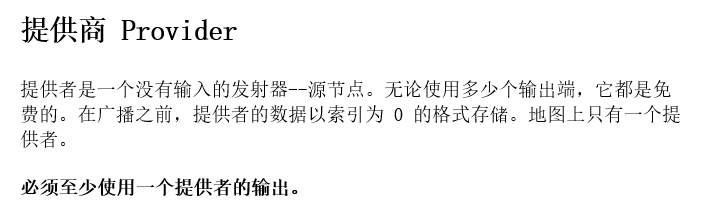 提供商 Provider
提供者是一个没有输入的发射器--源节点。无论使用多少个输出端，它都是免
费的。在广播之前，提供者的数据以索引为 0 的格式存储。地图上只有一个提
供者。
必须至少使用一个提供者的输出。